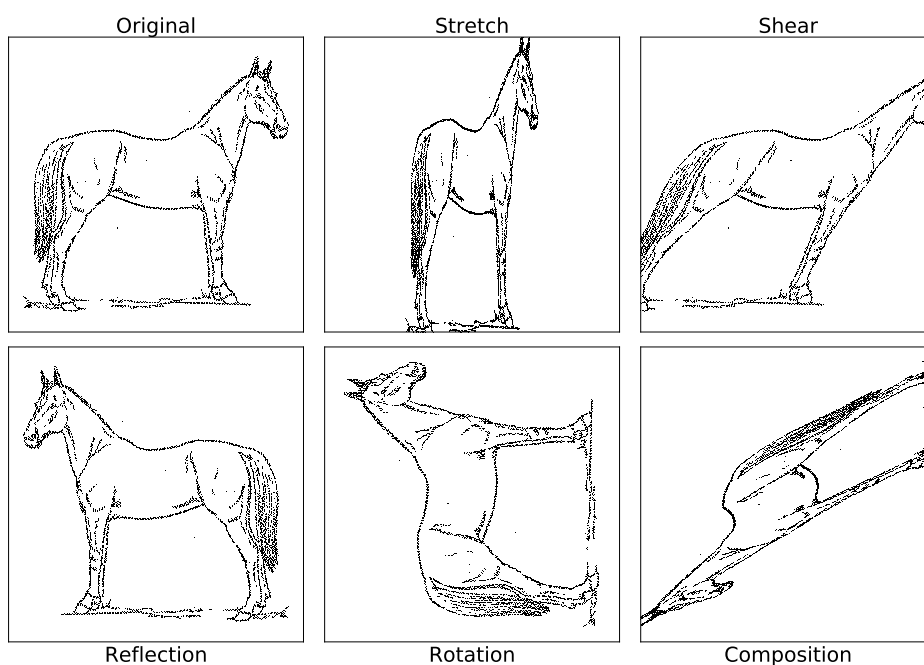 Original
Stretch
Shear
Reflection
Rotation
Composition